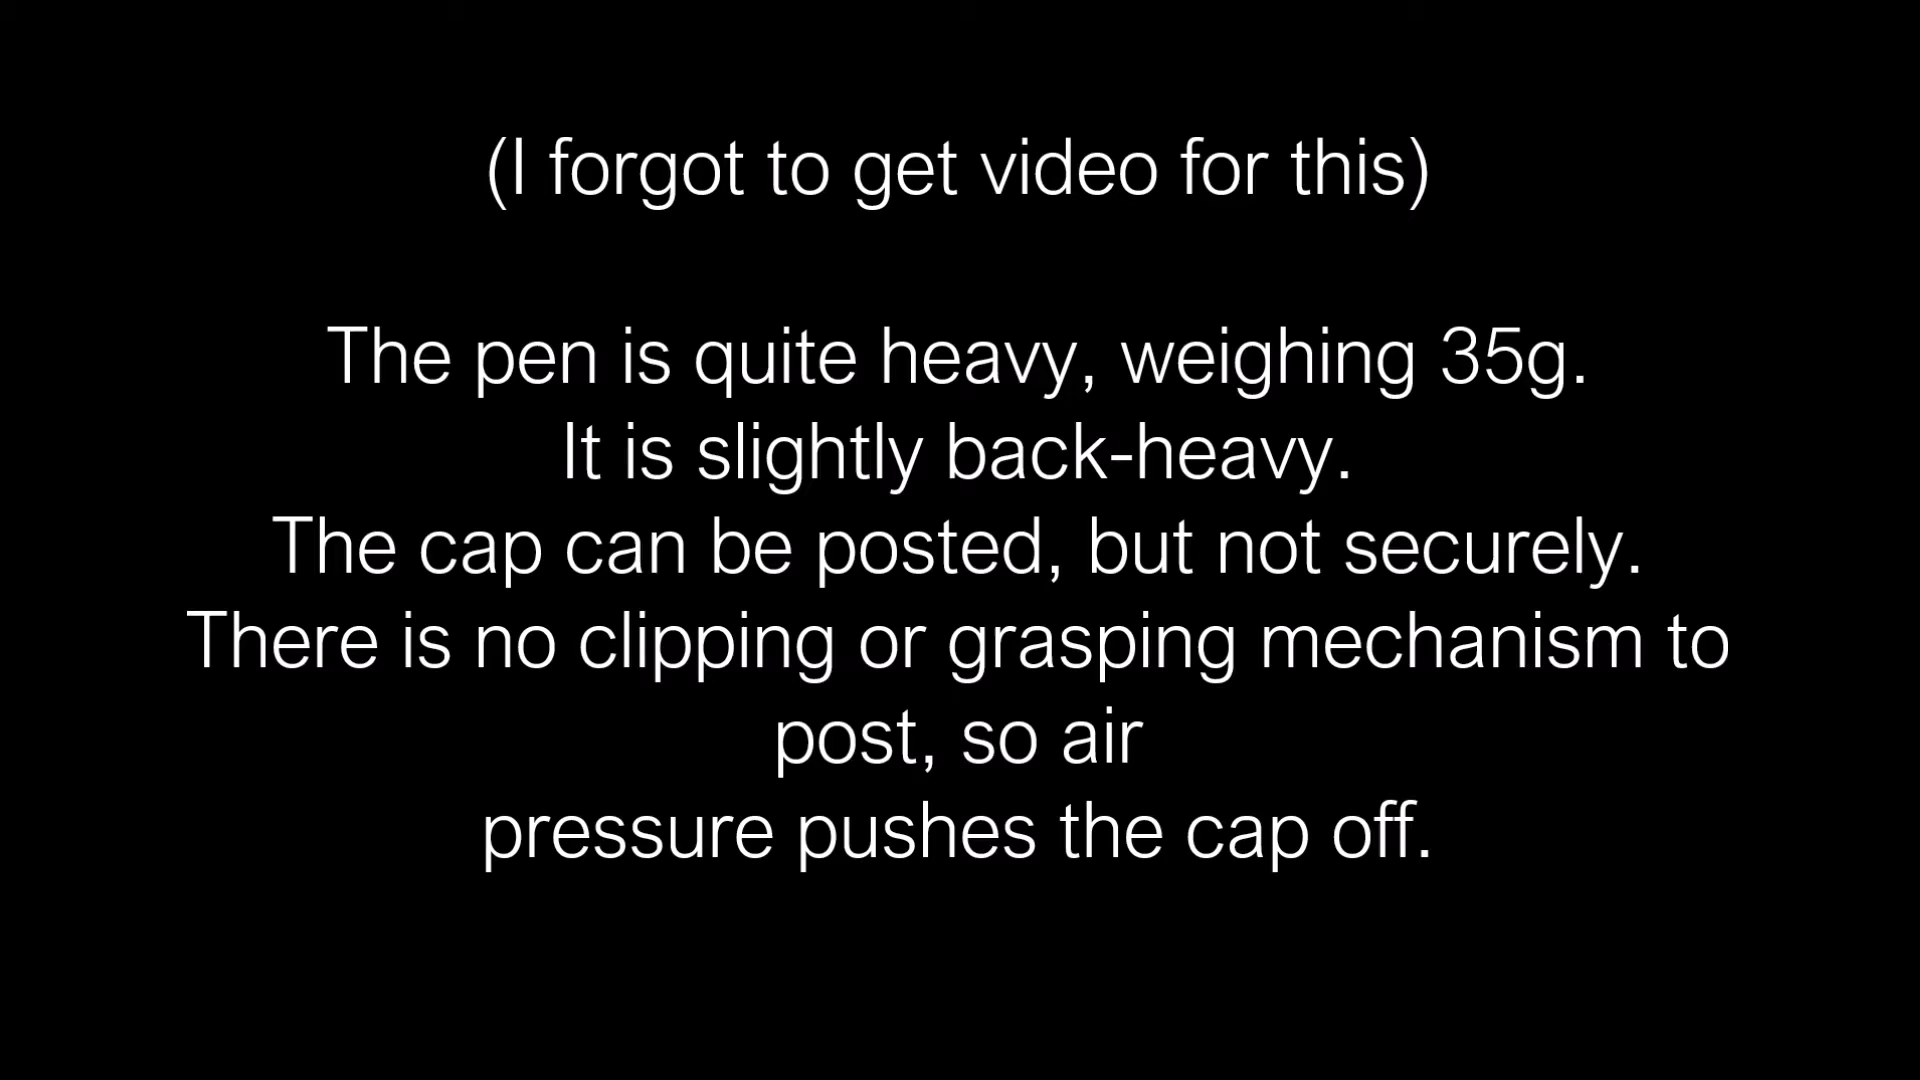 (I forgot to get video for this)
The pen is quite heavy, weighing 35g.
It is slightly back-heavy.
The cap can be posted, but not securely.
There is no clipping or grasping mechanism to
post, so air
pressure pushes the cap off.